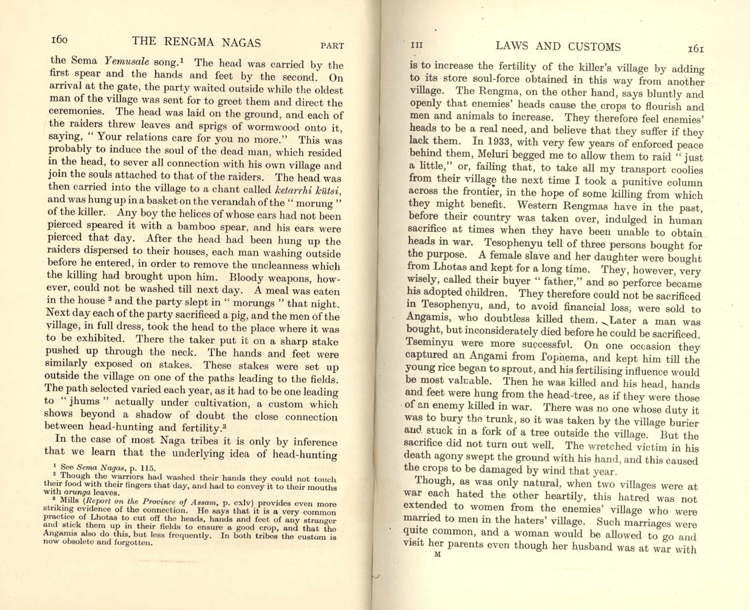 160 THE RENGMA NAGAS PART
the Sema Yemusale song.¹ The head was carried by the
first spear and the hands and feet by the second. On
arrival at the gate, the party waited outside while the oldest
man of the village was sent for to greet them and direct the
ceremonies. The head was laid on the ground, and each of
the raiders threw leaves and sprigs of wormwood onto it,
saying, “ Your relations care for you no more.” This was
probably to induce the soul of the dead man, which resided
in the head, to sever all connection with his own village and
join the souls attached to that of the raiders. The head was
then carried into the village to a chant called ketarrhi kütsi,
and was hung up in a basket on the verandah of the “ morung ”
of the killer. Any boy the helices of whose ears had not been
pierced speared it with a bamboo spear, and his ears were
pierced that day. After the head had been hung up the
raiders dispersed to their houses, each man washing outside
before he entered, in order to remove the uncleanness which
the killing had brought upon him. Bloody weapons, how-
ever, could not be washed till next day. A meal was eaten
in the house ² and the party slept in “ morungs ” that night.
Next day each of the party sacrificed a pig, and the men of the
village, in full dress, took the head to the place where it was
to be exhibited. There the taker put it on a sharp stake
pushed up through the neck. The hands and feet were
similarly exposed on stakes. These stakes were set up
outside the village on one of the paths leading to the fields.
The path selected varied each year, as it had to be one leading
to “ jhums ” actually under cultivation, a custom which
shows beyond a shadow of doubt the close connection
between head-hunting and fertility.³
In the case of most Naga tribes it is only by inference
that we learn that the underlying idea of head-hunting
¹ See Sema Nagas, p. 115.
² Though the warriors had washed their hands they could not touch
their food with their fingers that day, and had to convey it to their mouths
with arunga leaves.
³ Mills (Report on the Province of Assam, p. cxlv) provides even more
striking evidence of the connection. He says that it is a very common
practice of Lhotas to cut off the heads, hands and feet of any stranger
and stick them up in their fields to ensure a good crop, and that the
Angamis also do this, but less frequently. In both tribes the custom is
now obsolete and forgotten.
III LAWS AND CUSTOMS 161
is to increase the fertility of the killer's village by adding
to its store soul-force obtained in this way from another
village. The Rengma, on the other hand, says bluntly and
openly that enemies' heads cause the crops to flourish and
men and animals to increase. They therefore feel enemies'
heads to be a real need, and believe that they suffer if they
lack them. In 1933, with very few years of enforced peace
behind them, Meluri begged me to allow them to raid “ just
a little,” or, failing that, to take all my transport coolies
from their village the next time I took a punitive column
across the frontier, in the hope of some killing from which
they might benefit. Western Rengmas have in the past,
before their country was taken over, indulged in human
sacrifice at times when they have been unable to obtain
heads in war. Tesophenyu tell of three persons bought for
the purpose. A female slave and her daughter were bought
from Lhotas and kept for a long time. They, however, very
wisely, called their buyer “ father,” and so perforce became
his adopted children. They therefore could not be sacrificed
in Tesophenyu, and, to avoid financial loss, were sold to
Angamis, who doubtless killed them. Later a man was
bought, but inconsiderately died before he could be sacrificed.
Tseminyu were more successful. On one occasion they
captured an Angami from Tophema, and kept him till the
young rice began to sprout, and his fertilising influence would
be most valuable. Then he was killed and his head, hands
and feet were hung from the head-tree, as if they were those
of an enemy killed in war. There was no one whose duty it
was to bury the trunk, so it was taken by the village burier
and stuck in a fork of a tree outside the village. But the
sacrifice did not turn out well. The wretched victim in his
death agony swept the ground with his hand, and this caused
the crops to be damaged by wind that year.
Though, as was only natural, when two villages were at
war each hated the other heartily, this hatred was not
extended to women from the enemies' village who were
married to men in the haters' village. Such marriages were
quite common, and a woman would be allowed to go and
visit her parents even though her husband was at war with
M